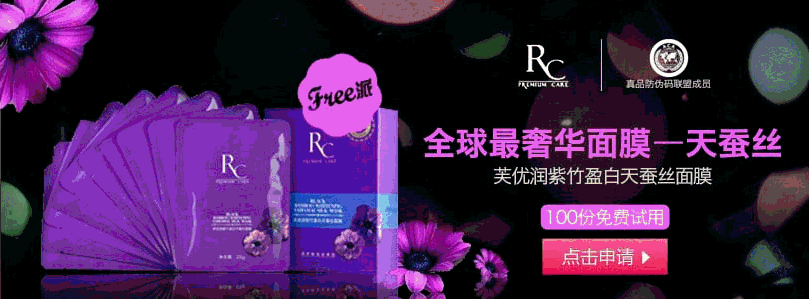 Free派
RC
PREMIUM CARE
真品防伪码联盟成员
全球最奢华面膜—天蚕丝
芙优润紫竹盈白天蚕丝面膜
100份免费试用
点击申请
RC
PREMIUM CARE
RC
PREMIUM CARE
BLACK